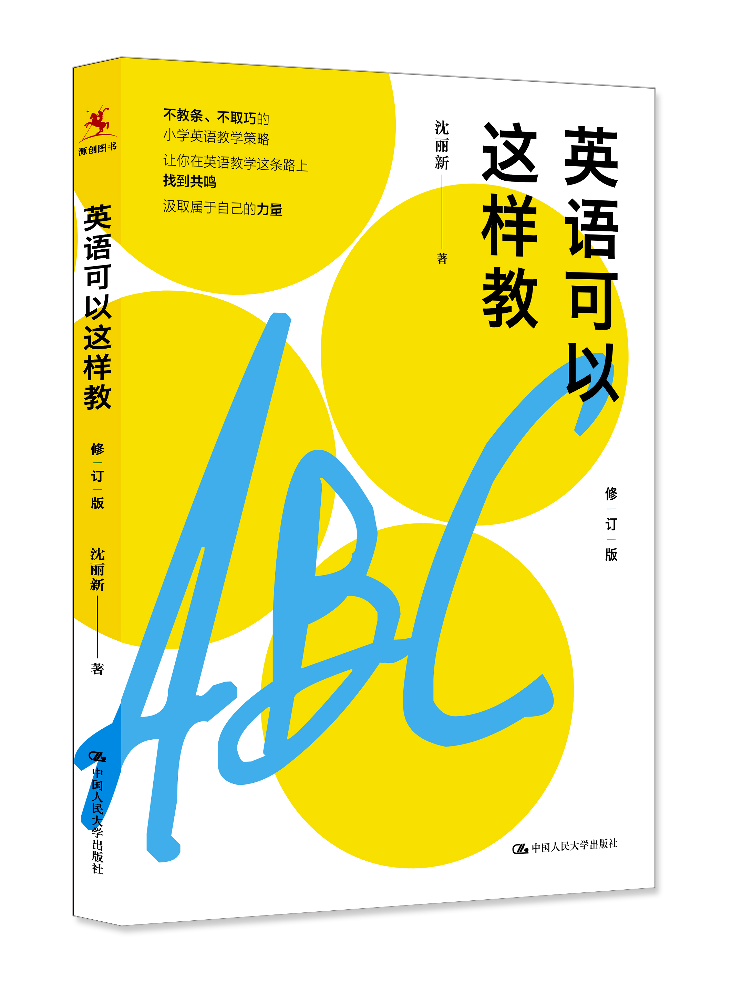 源创图书
英语可以这样教
修订版
沈丽新
著
中国人民大学出版社
不教条、不取巧的
小学英语教学策略
让你在英语教学这条路上
找到共鸣
汲取属于自己的力量
英语可以
这样教
沈丽新
著
修订版
ABC
中国人民大学出版社